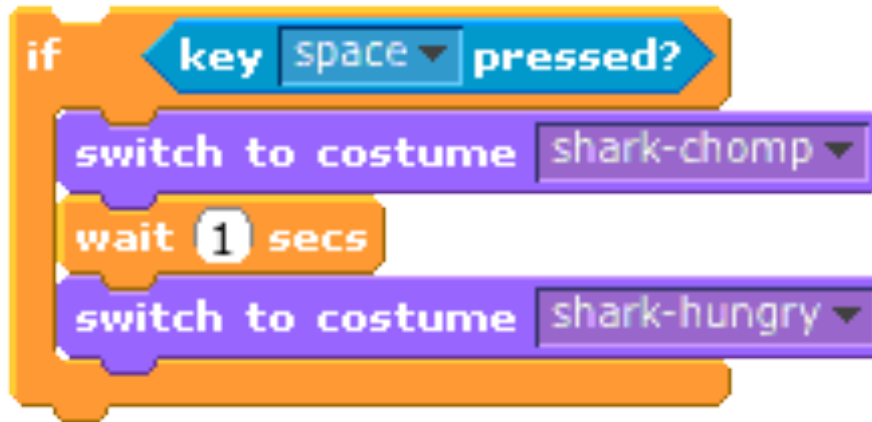 if key space pressed?
switch to costume shark-chomp
wait 1 secs
switch to costume shark-hungry